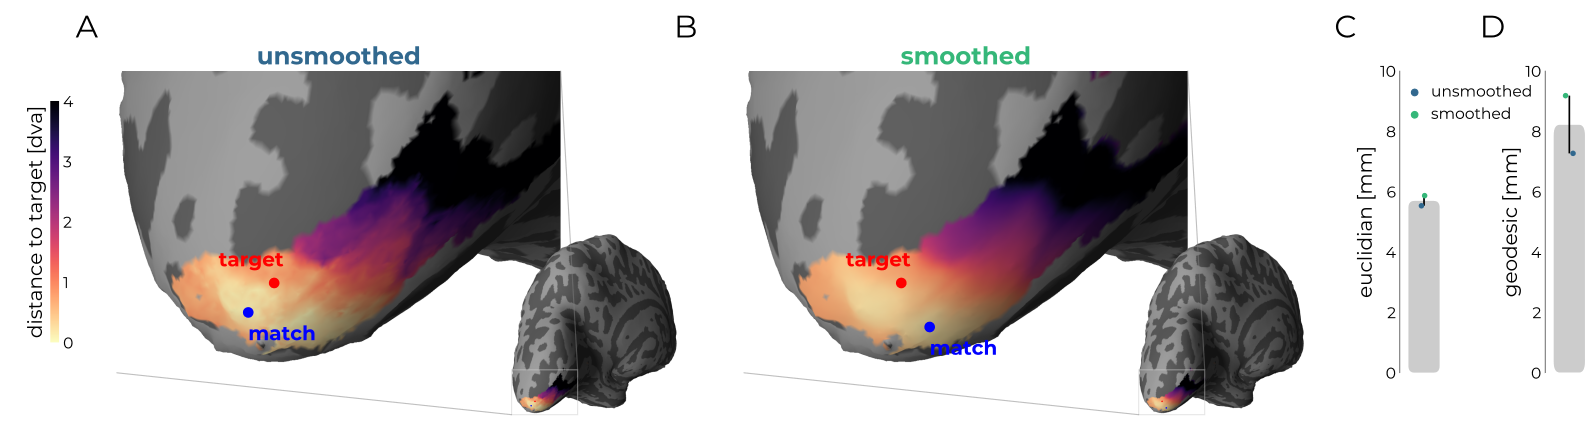 A
B
C
D
unsmoothed
smoothed
distance to target [dva]
4
3
2
1
0
target
match
target
match
euclidian [mm]
10
8
6
4
2
0
unsmoothed
smoothed
geodesic [mm]
10
8
6
4
2
0